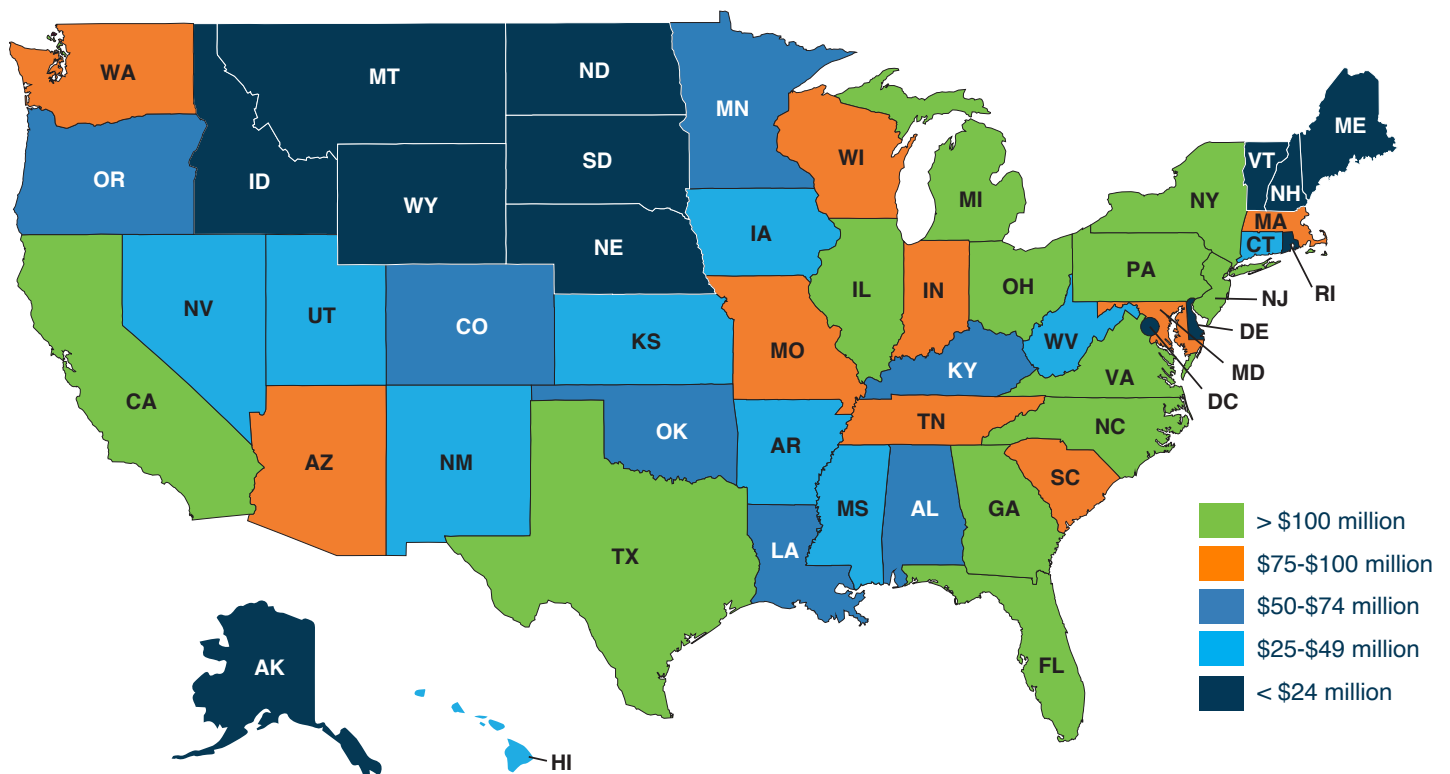 WA
MT
ND
MN
ME
OR
ID
SD
WI
VT
NH
WY
MI
NY
MA
CT
NE
IA
PA
RI
NV
UT
CO
IL
IN
OH
NJ
KS
MO
WV
DE
KY
VA
MD
CA
DC
AZ
NM
OK
AR
TN
NC
MS
AL
GA
SC
TX
LA
FL
AK
HI
> $100 million
$75-$100 million
$50-$74 million
$25-$49 million
< $24 million